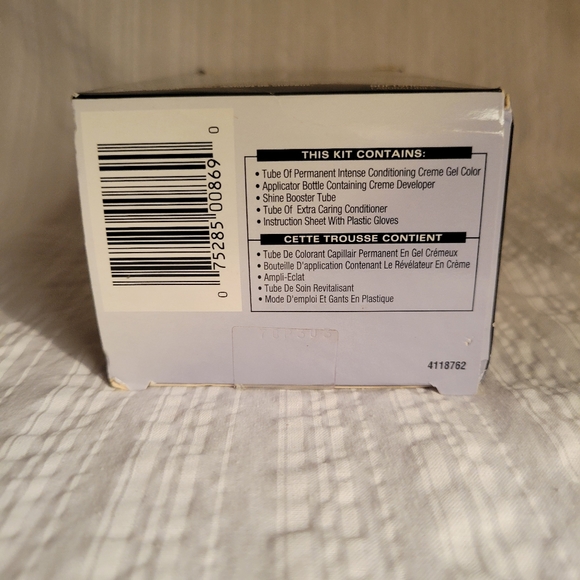 0 75285 00869 0
THIS KIT CONTAINS:
• Tube Of Permanent Intense Conditioning Creme Gel Color
• Applicator Bottle Containing Creme Developer
• Shine Booster Tube
• Tube Of Extra Caring Conditioner
• Instruction Sheet With Plastic Gloves
CETTE TROUSSE CONTIENT
• Tube De Colorant Capillair Permanent En Gel Crémeux
• Bouteille D'application Contenant Le Révélateur En Crème
• Ampli-Eclat
• Tube De Soin Revitalisant
• Mode D'emploi Et Gants En Plastique
4118762